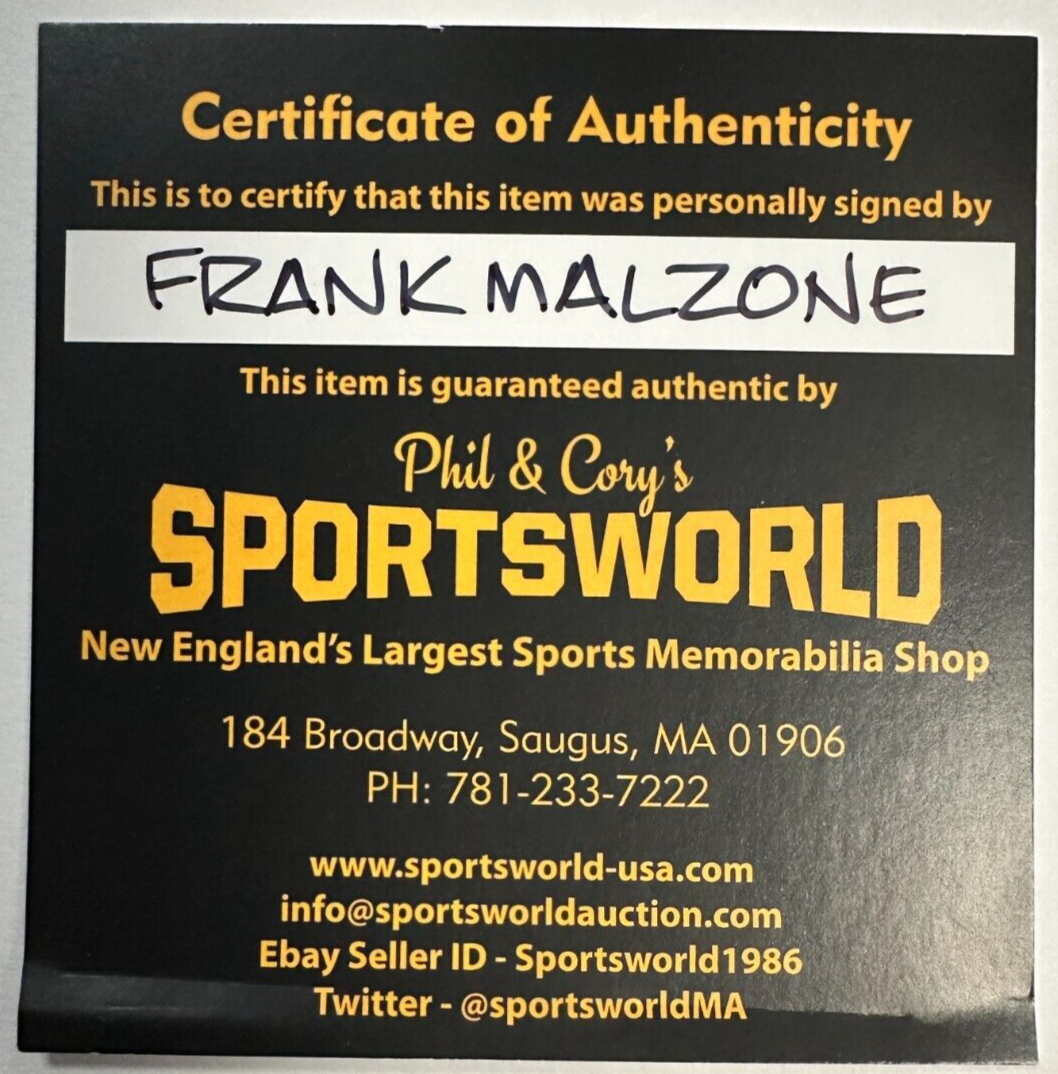 Certificate of Authenticity
This is to certify that this item was personally signed by
FRANK MALZONE
This item is guaranteed authentic by
Phil & Cory's
SPORTSWORLD
New England's Largest Sports Memorabilia Shop
184 Broadway, Saugus, MA 01906
PH: 781-233-7222
www.sportsworld-usa.com
info@sportsworldauction.com
Ebay Seller ID - Sportsworld1986
Twitter - @sportsworldMA